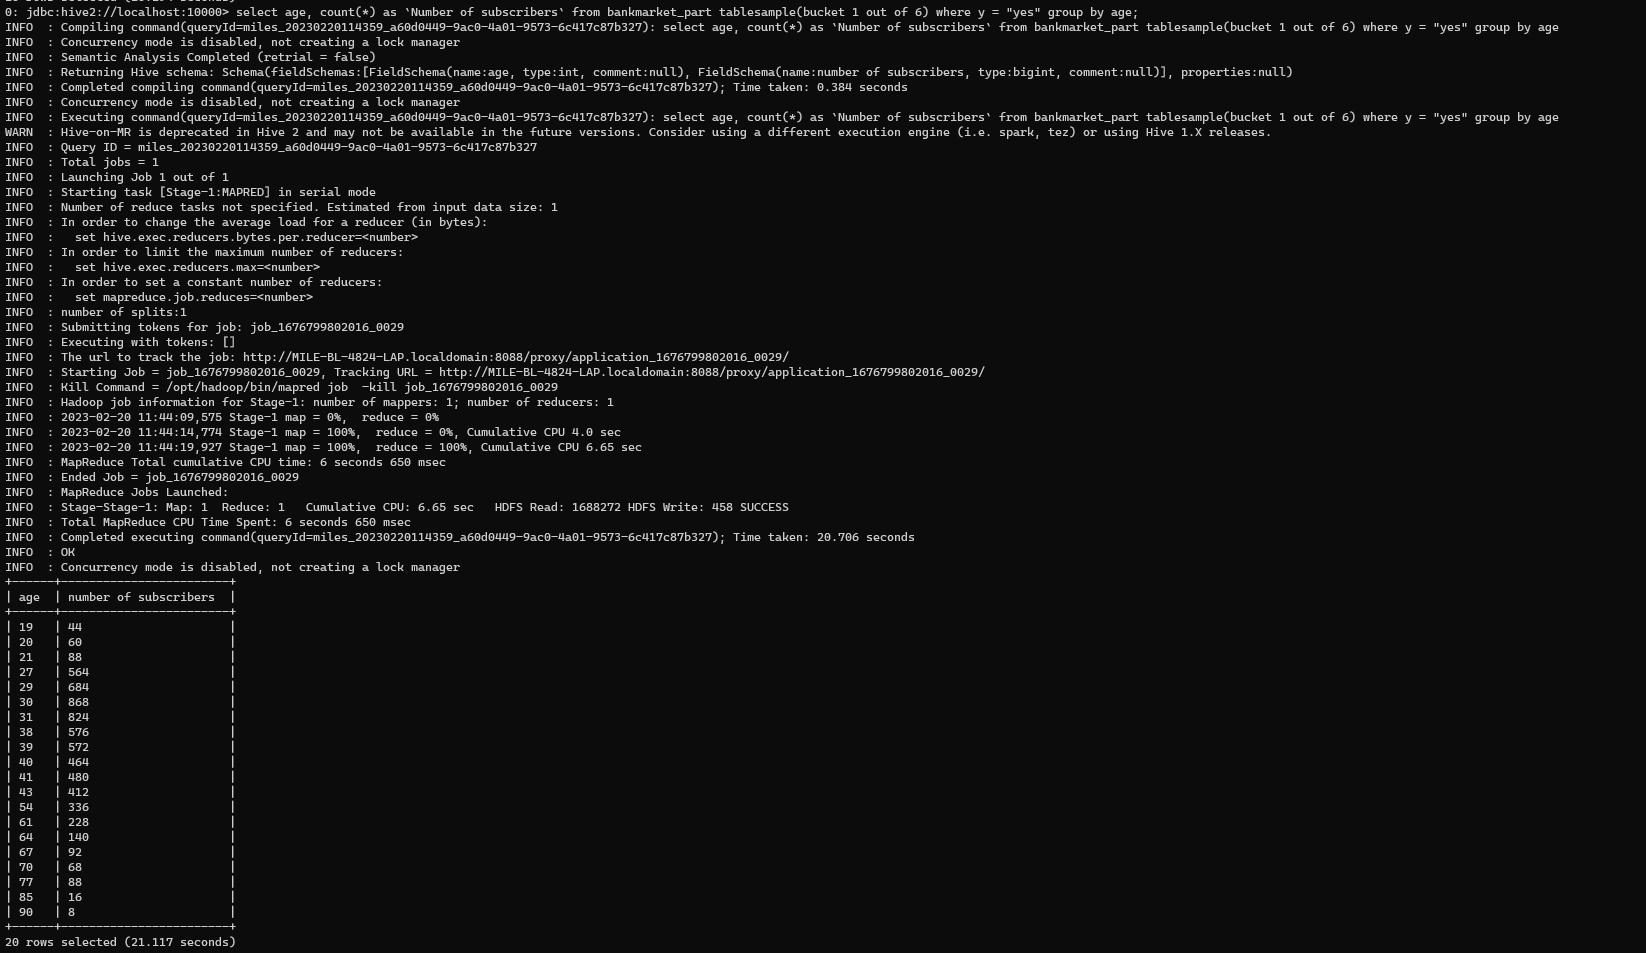 0: jdbc:hive2://localhost:10000> select age, count(*) as `Number of subscribers` from bankmarket_part tablesample(bucket 1 out of 6) where y = "yes" group by age;
INFO  : Compiling command(queryId=miles_20230220114359_a60d0449-9ac0-4a01-9573-6c417c87b327): select age, count(*) as `Number of subscribers` from bankmarket_part tablesample(bucket 1 out of 6) where y = "yes" group by age
INFO  : Concurrency mode is disabled, not creating a lock manager
INFO  : Semantic Analysis Completed (retrial = false)
INFO  : Returning Hive schema: Schema(fieldSchemas:[FieldSchema(name:age, type:int, comment:null), FieldSchema(name:number of subscribers, type:bigint, comment:null)], properties:null)
INFO  : Completed compiling command(queryId=miles_20230220114359_a60d0449-9ac0-4a01-9573-6c417c87b327); Time taken: 0.384 seconds
INFO  : Concurrency mode is disabled, not creating a lock manager
INFO  : Executing command(queryId=miles_20230220114359_a60d0449-9ac0-4a01-9573-6c417c87b327): select age, count(*) as `Number of subscribers` from bankmarket_part tablesample(bucket 1 out of 6) where y = "yes" group by age
WARN  : Hive-on-MR is deprecated in Hive 2 and may not be available in the future versions. Consider using a different execution engine (i.e. spark, tez) or using Hive 1.X releases.
INFO  : Query ID = miles_20230220114359_a60d0449-9ac0-4a01-9573-6c417c87b327
INFO  : Total jobs = 1
INFO  : Launching Job 1 out of 1
INFO  : Starting task [Stage-1:MAPRED] in serial mode
INFO  : Number of reduce tasks not specified. Estimated from input data size: 1
INFO  : In order to change the average load for a reducer (in bytes):
INFO  :   set hive.exec.reducers.bytes.per.reducer=<number>
INFO  : In order to limit the maximum number of reducers:
INFO  :   set hive.exec.reducers.max=<number>
INFO  : In order to set a constant number of reducers:
INFO  :   set mapreduce.job.reduces=<number>
INFO  : number of splits:1
INFO  : Submitting tokens for job: job_1676799802016_0029
INFO  : Executing with tokens: []
INFO  : The url to track the job: http://MILE-BL-4824-LAP.localdomain:8088/proxy/application_1676799802016_0029/
INFO  : Starting Job = job_1676799802016_0029, Tracking URL = http://MILE-BL-4824-LAP.localdomain:8088/proxy/application_1676799802016_0029/
INFO  : Kill Command = /opt/hadoop/bin/mapred job  -kill job_1676799802016_0029
INFO  : Hadoop job information for Stage-1: number of mappers: 1; number of reducers: 1
INFO  : 2023-02-20 11:44:09,575 Stage-1 map = 0%,  reduce = 0%
INFO  : 2023-02-20 11:44:14,774 Stage-1 map = 100%,  reduce = 0%, Cumulative CPU 4.0 sec
INFO  : 2023-02-20 11:44:19,927 Stage-1 map = 100%,  reduce = 100%, Cumulative CPU 6.65 sec
INFO  : MapReduce Total cumulative CPU time: 6 seconds 650 msec
INFO  : Ended Job = job_1676799802016_0029
INFO  : MapReduce Jobs Launched:
INFO  : Stage-Stage-1: Map: 1  Reduce: 1   Cumulative CPU: 6.65 sec   HDFS Read: 1688272 HDFS Write: 458 SUCCESS
INFO  : Total MapReduce CPU Time Spent: 6 seconds 650 msec
INFO  : Completed executing command(queryId=miles_20230220114359_a60d0449-9ac0-4a01-9573-6c417c87b327); Time taken: 20.706 seconds
INFO  : OK
INFO  : Concurrency mode is disabled, not creating a lock manager
+------+------------------------+
| age  | number of subscribers  |
+------+------------------------+
| 19   | 44                     |
| 20   | 60                     |
| 21   | 88                     |
| 27   | 564                    |
| 29   | 684                    |
| 30   | 868                    |
| 31   | 824                    |
| 38   | 576                    |
| 39   | 572                    |
| 40   | 464                    |
| 41   | 480                    |
| 43   | 412                    |
| 54   | 336                    |
| 61   | 228                    |
| 64   | 140                    |
| 67   | 92                     |
| 70   | 68                     |
| 77   | 88                     |
| 85   | 16                     |
| 90   | 8                      |
+------+------------------------+
20 rows selected (21.117 seconds)